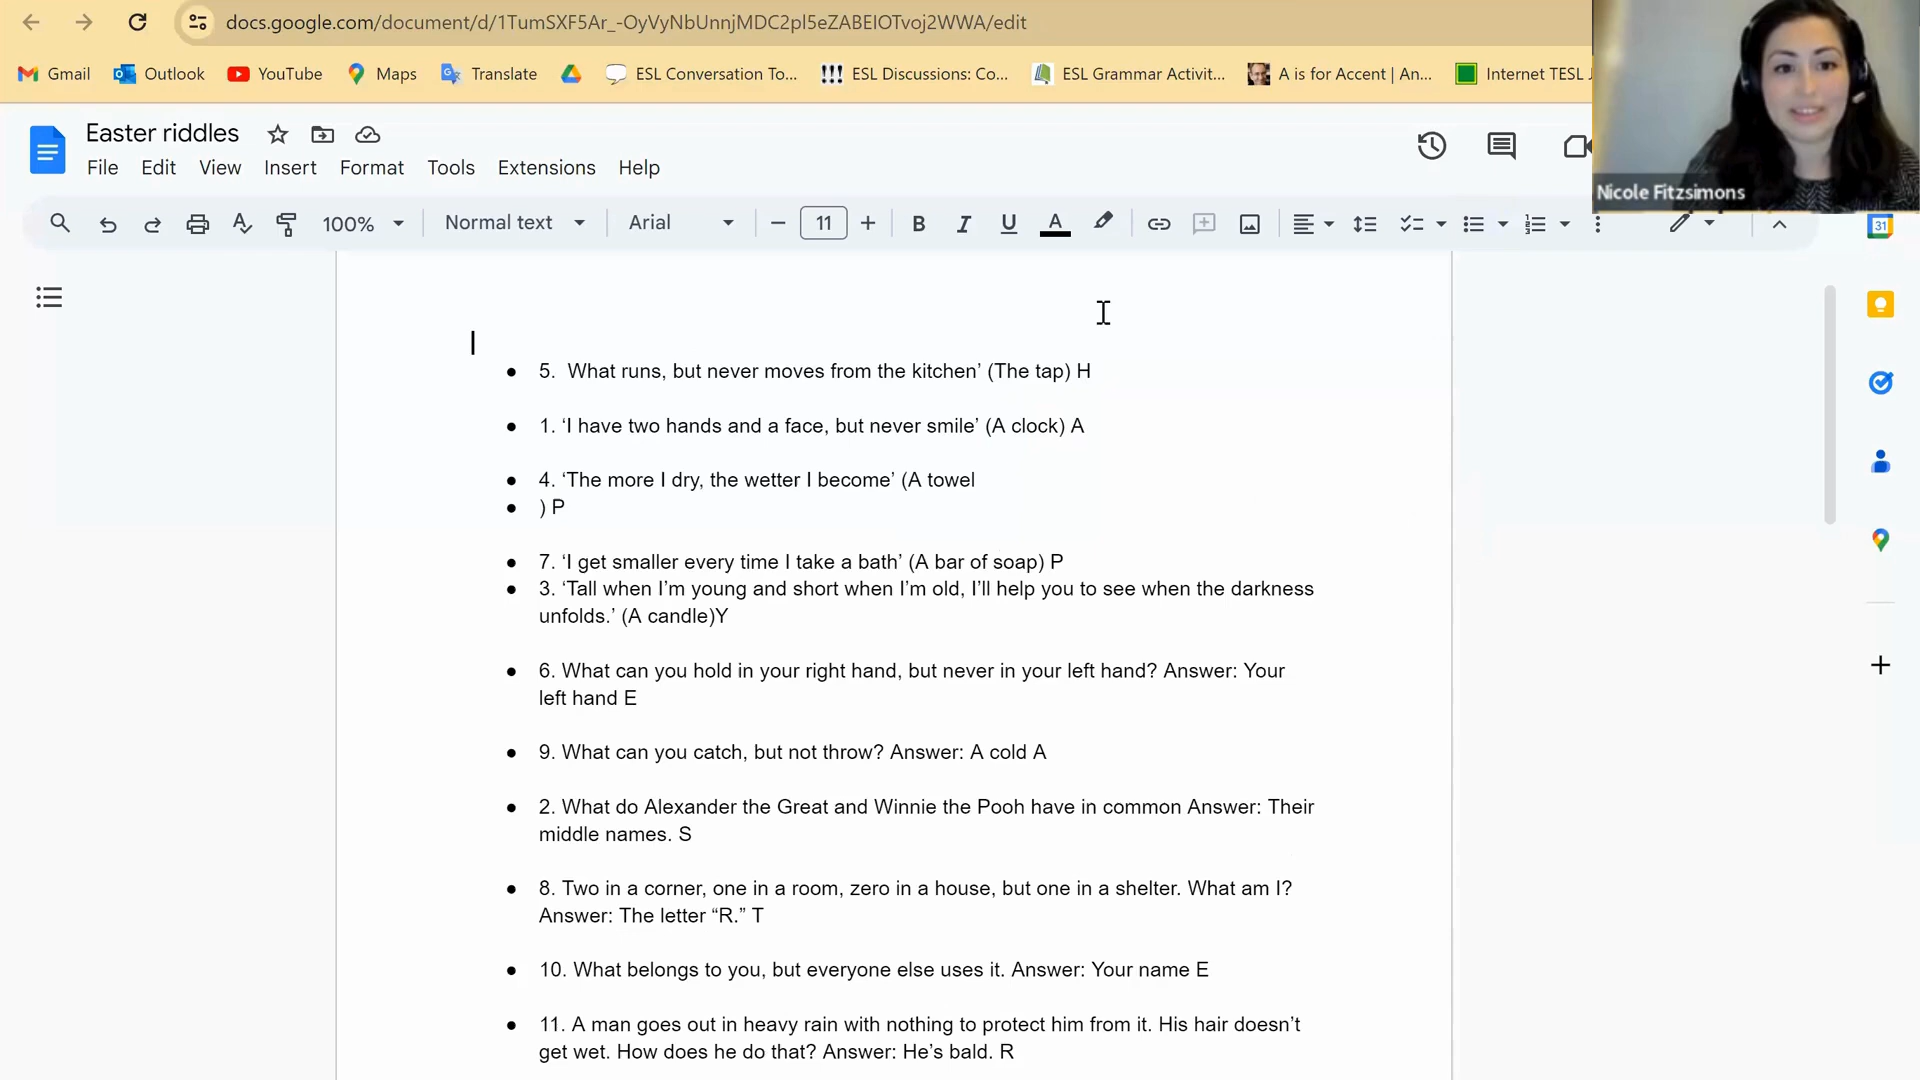 docs.google.com/document/d/1TumSXF5Ar_-OyVyNbUnnjMDC2pI5eZABEIOTvoj2WWA/edit
Gmail Outlook YouTube Maps Translate ESL Conversation To... ESL Discussions: Co... ESL Grammar Activit... A is for Accent | An... Internet TESL J
Easter riddles
File Edit View Insert Format Tools Extensions Help
Nicole Fitzsimons
100% Normal text Arial 11 B I U A
31
• 5.  What runs, but never moves from the kitchen’ (The tap) H
• 1. ‘I have two hands and a face, but never smile’ (A clock) A
• 4. ‘The more I dry, the wetter I become’ (A towel
• ) P
• 7. ‘I get smaller every time I take a bath’ (A bar of soap) P
• 3. ‘Tall when I’m young and short when I’m old, I’ll help you to see when the darkness
unfolds.’ (A candle)Y
• 6. What can you hold in your right hand, but never in your left hand? Answer: Your
left hand E
• 9. What can you catch, but not throw? Answer: A cold A
• 2. What do Alexander the Great and Winnie the Pooh have in common Answer: Their
middle names. S
• 8. Two in a corner, one in a room, zero in a house, but one in a shelter. What am I?
Answer: The letter “R.” T
• 10. What belongs to you, but everyone else uses it. Answer: Your name E
• 11. A man goes out in heavy rain with nothing to protect him from it. His hair doesn’t
get wet. How does he do that? Answer: He’s bald. R